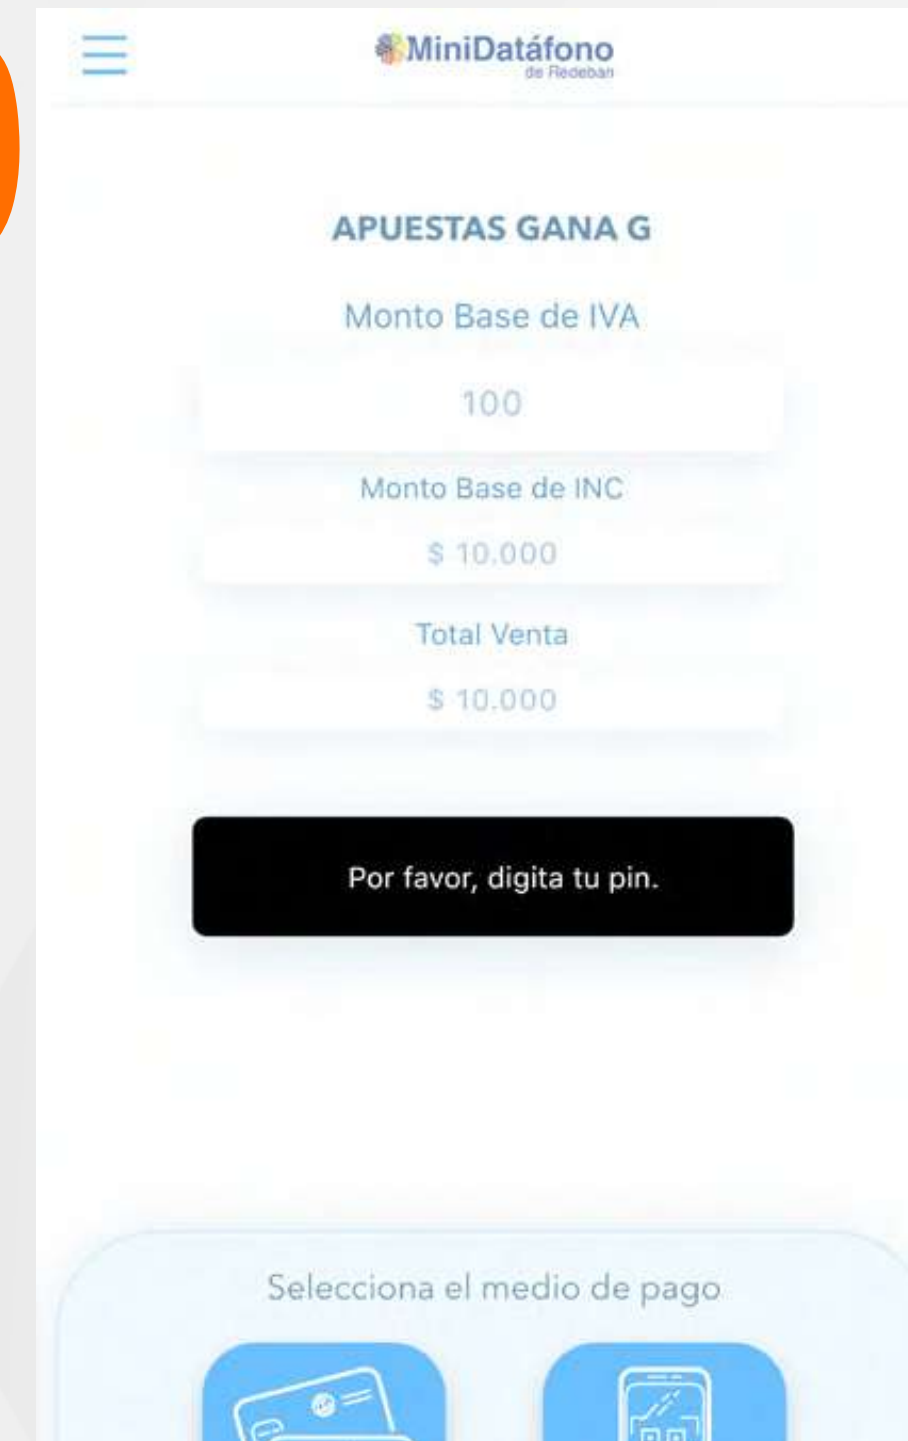 MiniDatáfono
de Redeban
APUESTAS GANA G
Monto Base de IVA
100
Monto Base de INC
$ 10.000
Total Venta
$ 10.000
Por favor, digita tu pin.
Selecciona el medio de pago